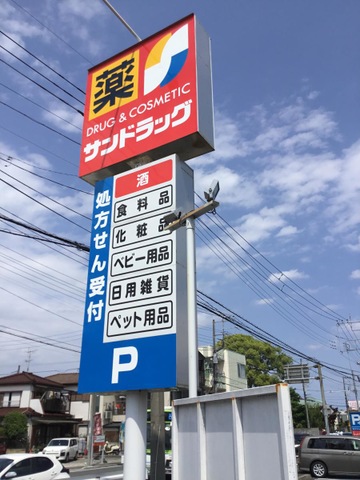 薬
DRUG & COSMETIC
サンドラッグ
処方せん受付
酒
食料品
化粧品
ベビー用品
日用雑貨
ペット用品
P
P